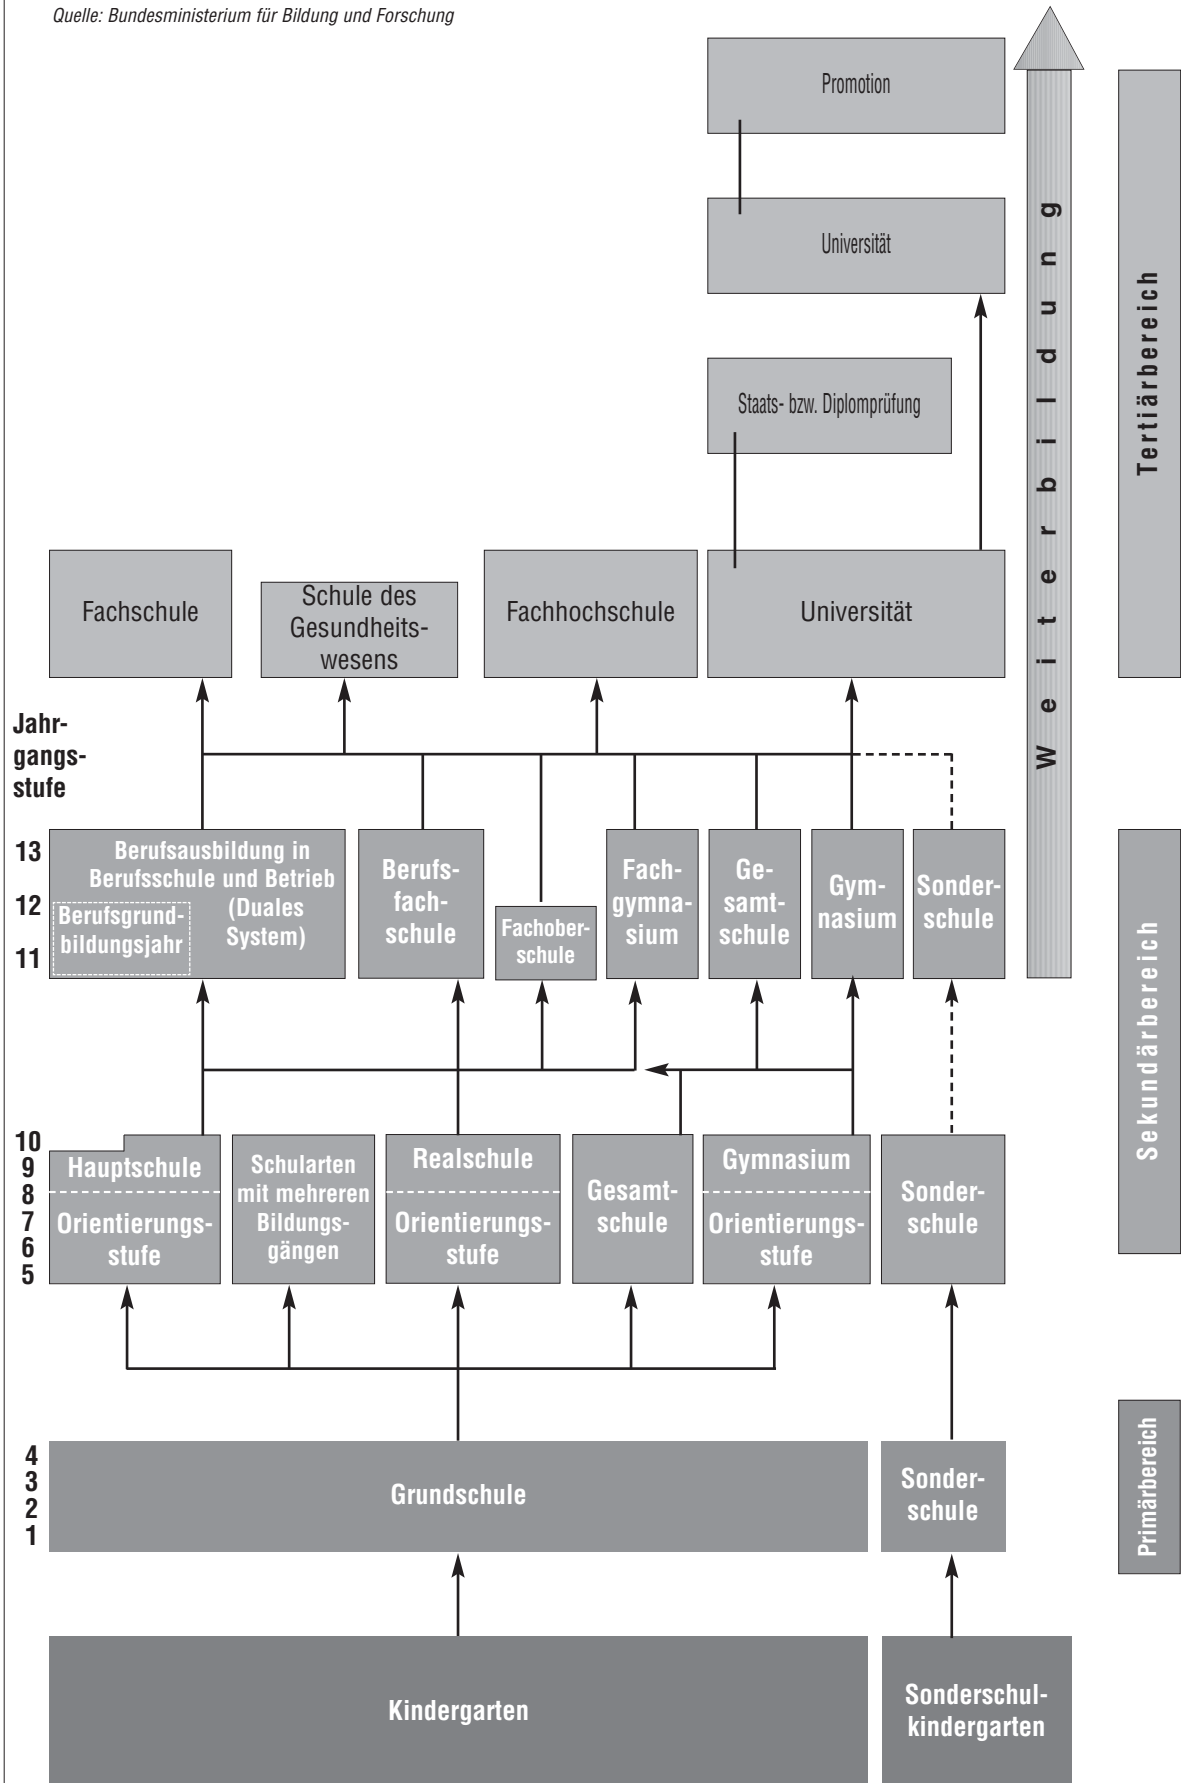 Quelle: Bundesministerium für Bildung und Forschung
Promotion
Universität
Staats- bzw. Diplomprüfung
Weiterbildung
Tertiärbereich
Fachschule
Schule des
Gesundheits-
wesens
Fachhochschule
Universität
Jahr-
gangs-
stufe
13
12
11
Berufsausbildung in
Berufsschule und Betrieb
(Duales
System)
Berufsgrund-
bildungsjahr
Berufs-
fach-
schule
Fachober-
schule
Fach-
gymna-
sium
Ge-
samt-
schule
Gym-
nasium
Sonder-
schule
Sekundärbereich
10
9
8
7
6
5
Hauptschule
Orientierungs-
stufe
Schularten
mit mehreren
Bildungs-
gängen
Realschule
Orientierungs-
stufe
Gesamt-
schule
Gymnasium
Orientierungs-
stufe
Sonder-
schule
4
3
2
1
Grundschule
Sonder-
schule
Primärbereich
Kindergarten
Sonderschul-
kindergarten